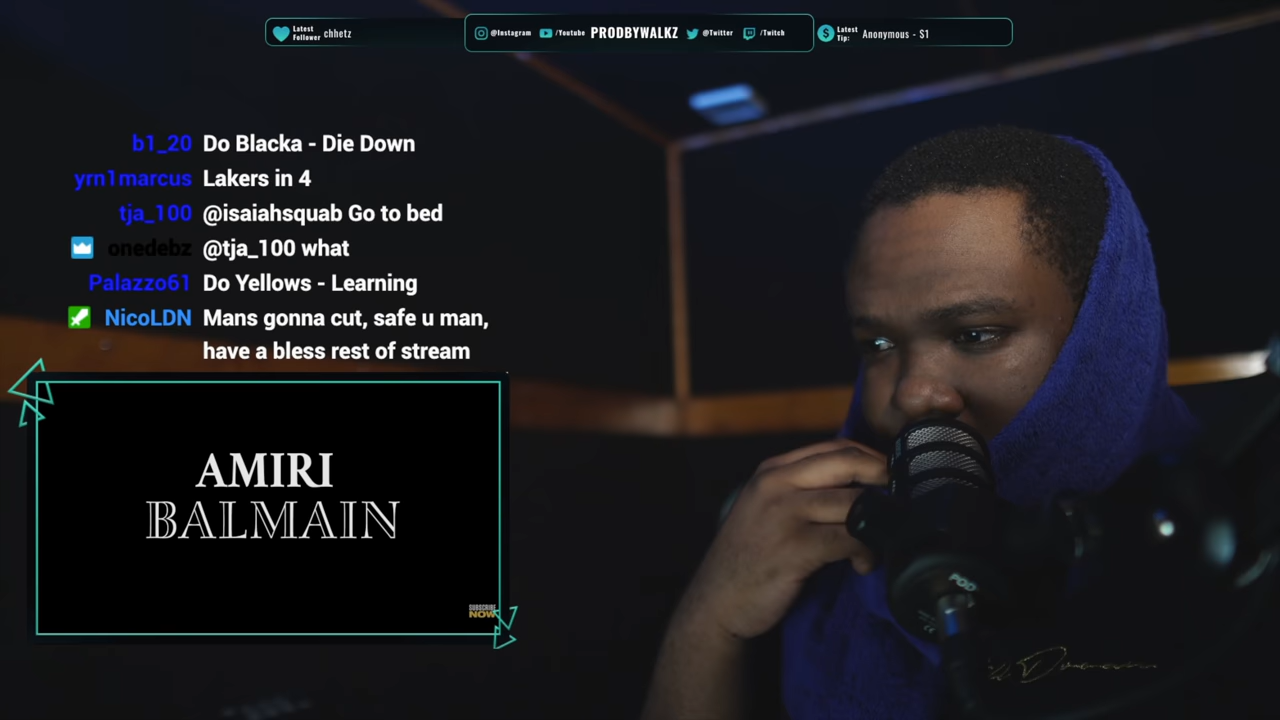 Latest
Follower chhetz
@Instagram /Youtube PRODBYWALKZ @Twitter /Twitch
Latest
Tip: Anonymous - $1
b1_20 Do Blacka - Die Down
yrn1marcus Lakers in 4
tja_100 @isaiahsquab Go to bed
onedebz @tja_100 what
Palazzo61 Do Yellows - Learning
NicoLDN Mans gonna cut, safe u man,
have a bless rest of stream
AMIRI
BALMAIN
SUBSCRIBE
NOW
POD